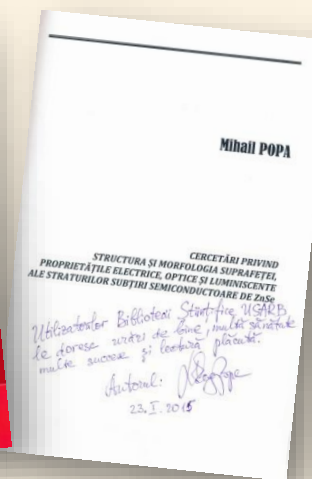 Mihail POPA
CERCETĂRI PRIVIND
STRUCTURA ȘI MORFOLOGIA SUPRAFEȚEI,
PROPRIETĂȚILE ELECTRICE, OPTICE ȘI LUMINISCENTE
ALE STRATURILOR SUBȚIRI SEMICONDUCTOARE DE ZnSe
Utilizatorilor Bibliotecii Științifice USARB
le doresc urări de bine, multă sănătate
multe succese și lectură plăcută.
Autorul:
23.I.2015